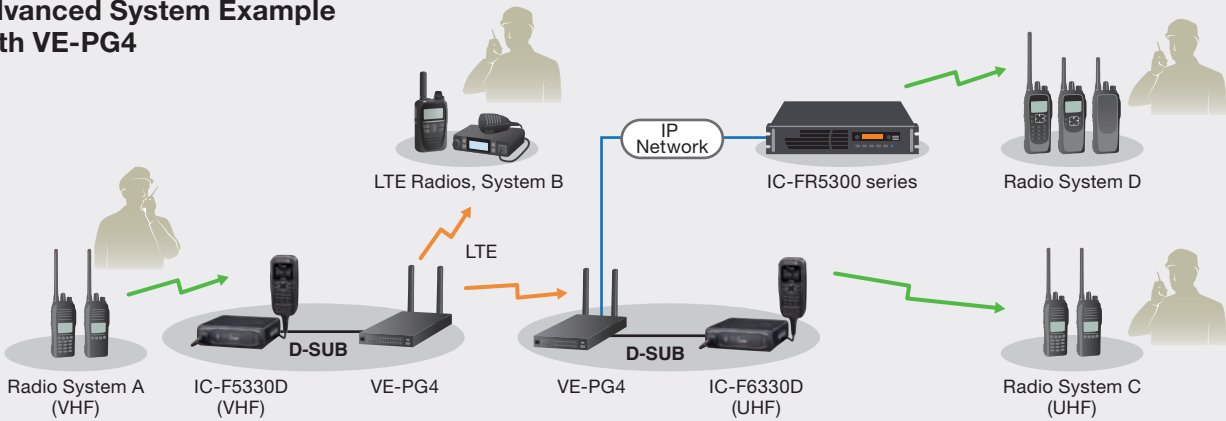 dvanced System Example
th VE-PG4
IP
Network
LTE Radios, System B
IC-FR5300 series
Radio System D
LTE
D-SUB
D-SUB
Radio System A
(VHF)
IC-F5330D
(VHF)
VE-PG4
VE-PG4
IC-F6330D
(UHF)
Radio System C
(UHF)